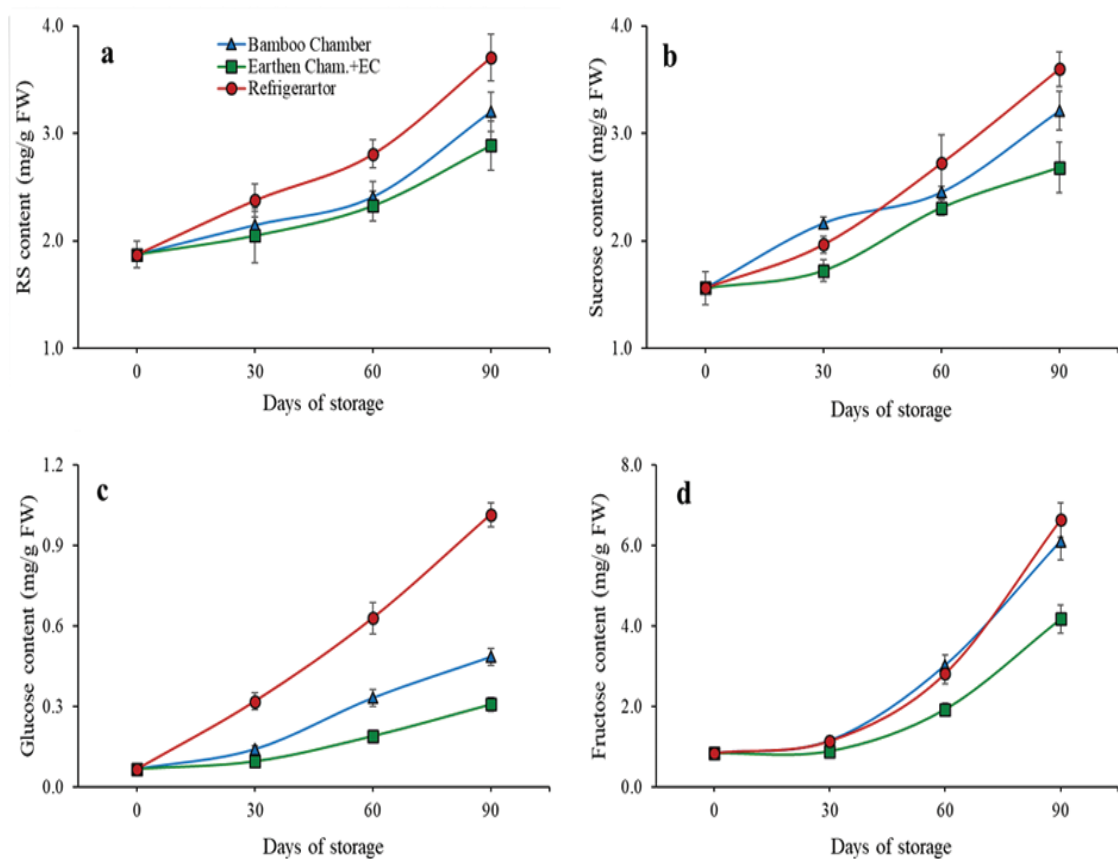 a
Bamboo Chamber
Earthen Cham.+EC
Refrigerartor
RS content (mg/g FW)
4.0
3.0
2.0
1.0
0 30 60 90
Days of storage
b
Sucrose content (mg/g FW)
4.0
3.0
2.0
1.0
0 30 60 90
Days of storage
c
Glucose content (mg/g FW)
1.2
0.9
0.6
0.3
0.0
0 30 60 90
Days of storage
d
Fructose content (mg/g FW)
8.0
6.0
4.0
2.0
0.0
0 30 60 90
Days of storage